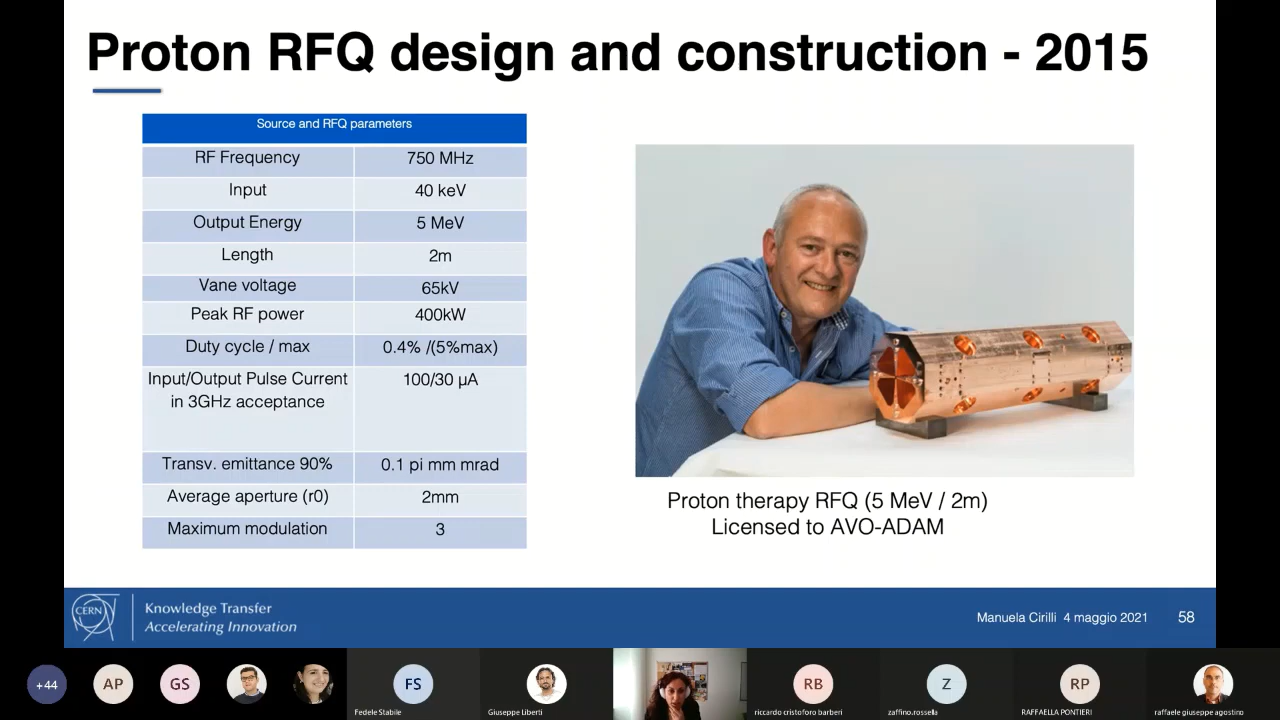 Proton RFQ design and construction - 2015
Source and RFQ parameters
RF Frequency 750 MHz
Input 40 keV
Output Energy 5 MeV
Length 2m
Vane voltage 65kV
Peak RF power 400kW
Duty cycle / max 0.4% /(5%max)
Input/Output Pulse Current 100/30 µA
in 3GHz acceptance
Transv. emittance 90% 0.1 pi mm mrad
Average aperture (r0) 2mm
Maximum modulation 3
Proton therapy RFQ (5 MeV / 2m)
Licensed to AVO-ADAM
CERN
Knowledge Transfer
Accelerating Innovation
Manuela Cirilli 4 maggio 2021 58
+44 AP GS FS RB Z RP
Fedele Stabile Giuseppe Liberti riccardo cristoforo barberi zaffino.rossella RAFFAELLA PONTIERI raffaele giuseppe agostino